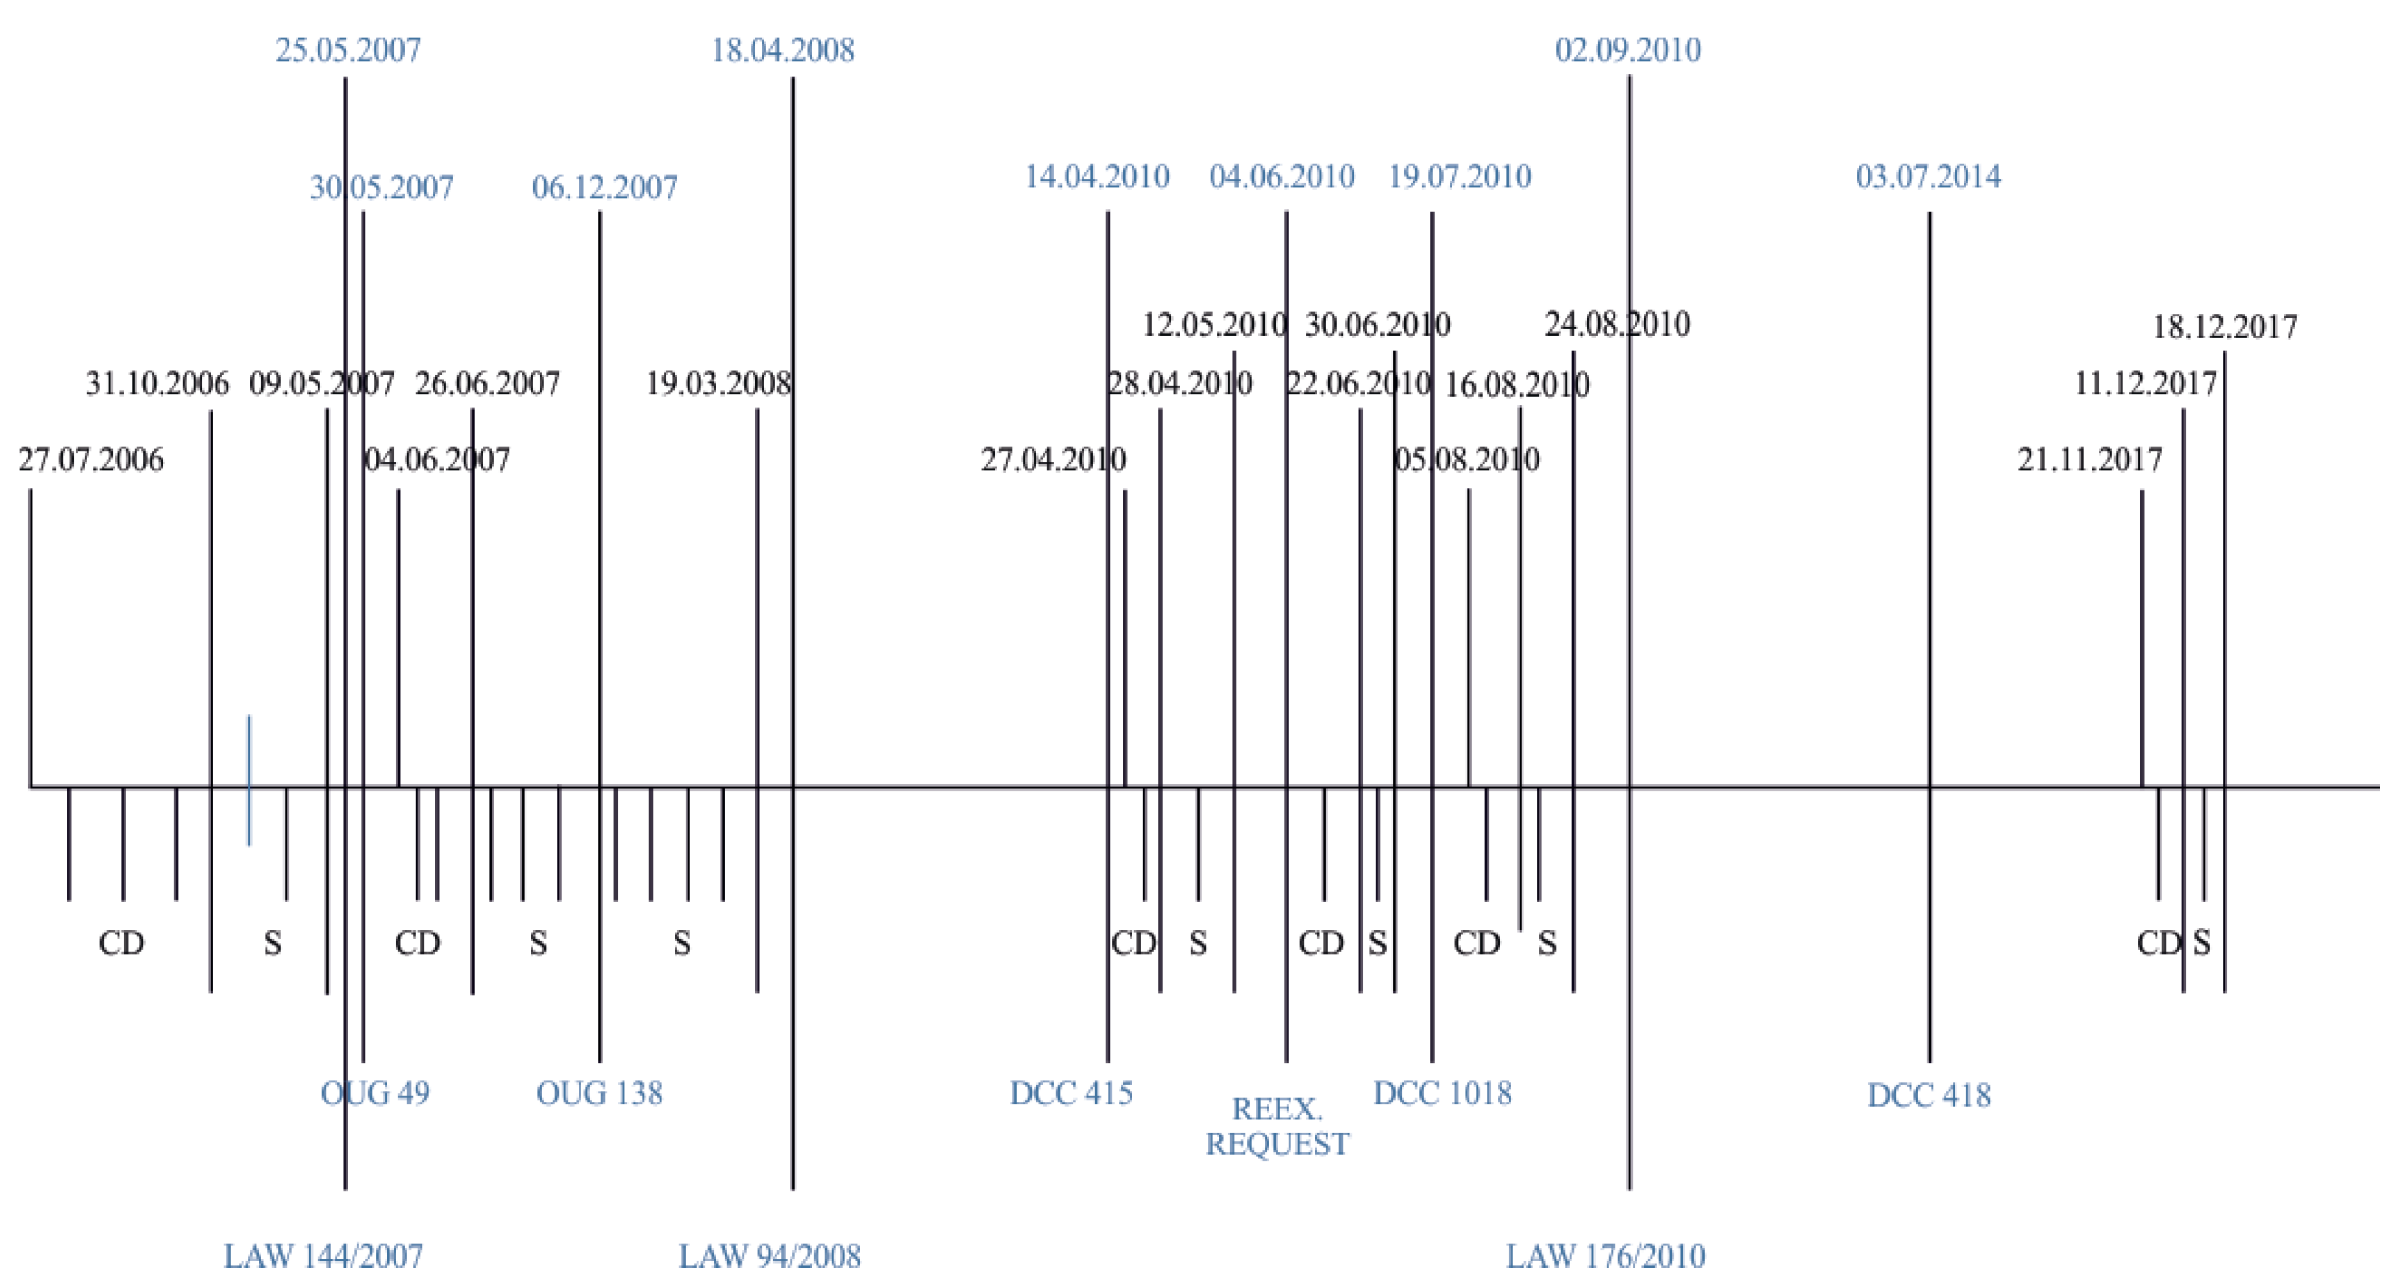 25.05.2007
18.04.2008
02.09.2010
30.05.2007
06.12.2007
14.04.2010
04.06.2010
19.07.2010
03.07.2014
12.05.2010
30.06.2010
24.08.2010
18.12.2017
31.10.2006
09.05.2007
26.06.2007
19.03.2008
28.04.2010
22.06.2010
16.08.2010
11.12.2017
27.07.2006
04.06.2007
27.04.2010
05.08.2010
21.11.2017
CD
S
CD
S
S
CD
S
CD
S
CD
S
CD
S
OUG 49
OUG 138
DCC 415
REEX.
REQUEST
DCC 1018
DCC 418
LAW 144/2007
LAW 94/2008
LAW 176/2010